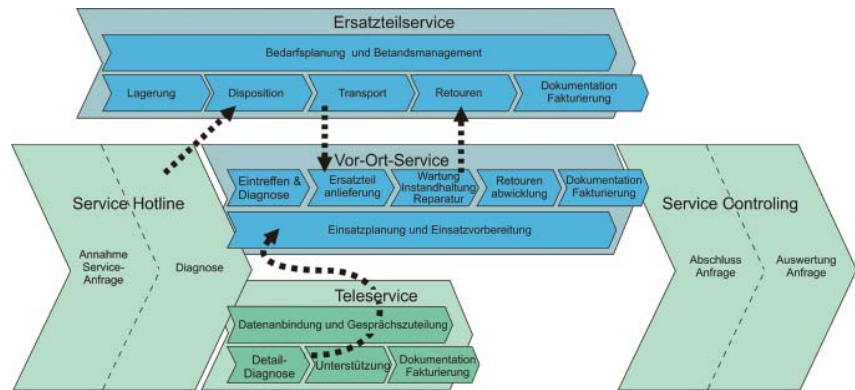 Ersatzteilservice
Bedarfsplanung und Betandsmanagement
Lagerung
Disposition
Transport
Retouren
Dokumentation
Fakturierung
Service Hotline
Annahme
Service-
Anfrage
Diagnose
Vor-Ort-Service
Eintreffen &
Diagnose
Ersatzteil
anlieferung
Wartung
Instandhaltung
Reparatur
Retouren
abwicklung
Dokumentation
Fakturierung
Einsatzplanung und Einsatzvorbereitung
Teleservice
Datenanbindung und Gesprächszuteilung
Detail-
Diagnose
Unterstützung
Dokumentation
Fakturierung
Service Controling
Abschluss
Anfrage
Auswertung
Anfrage